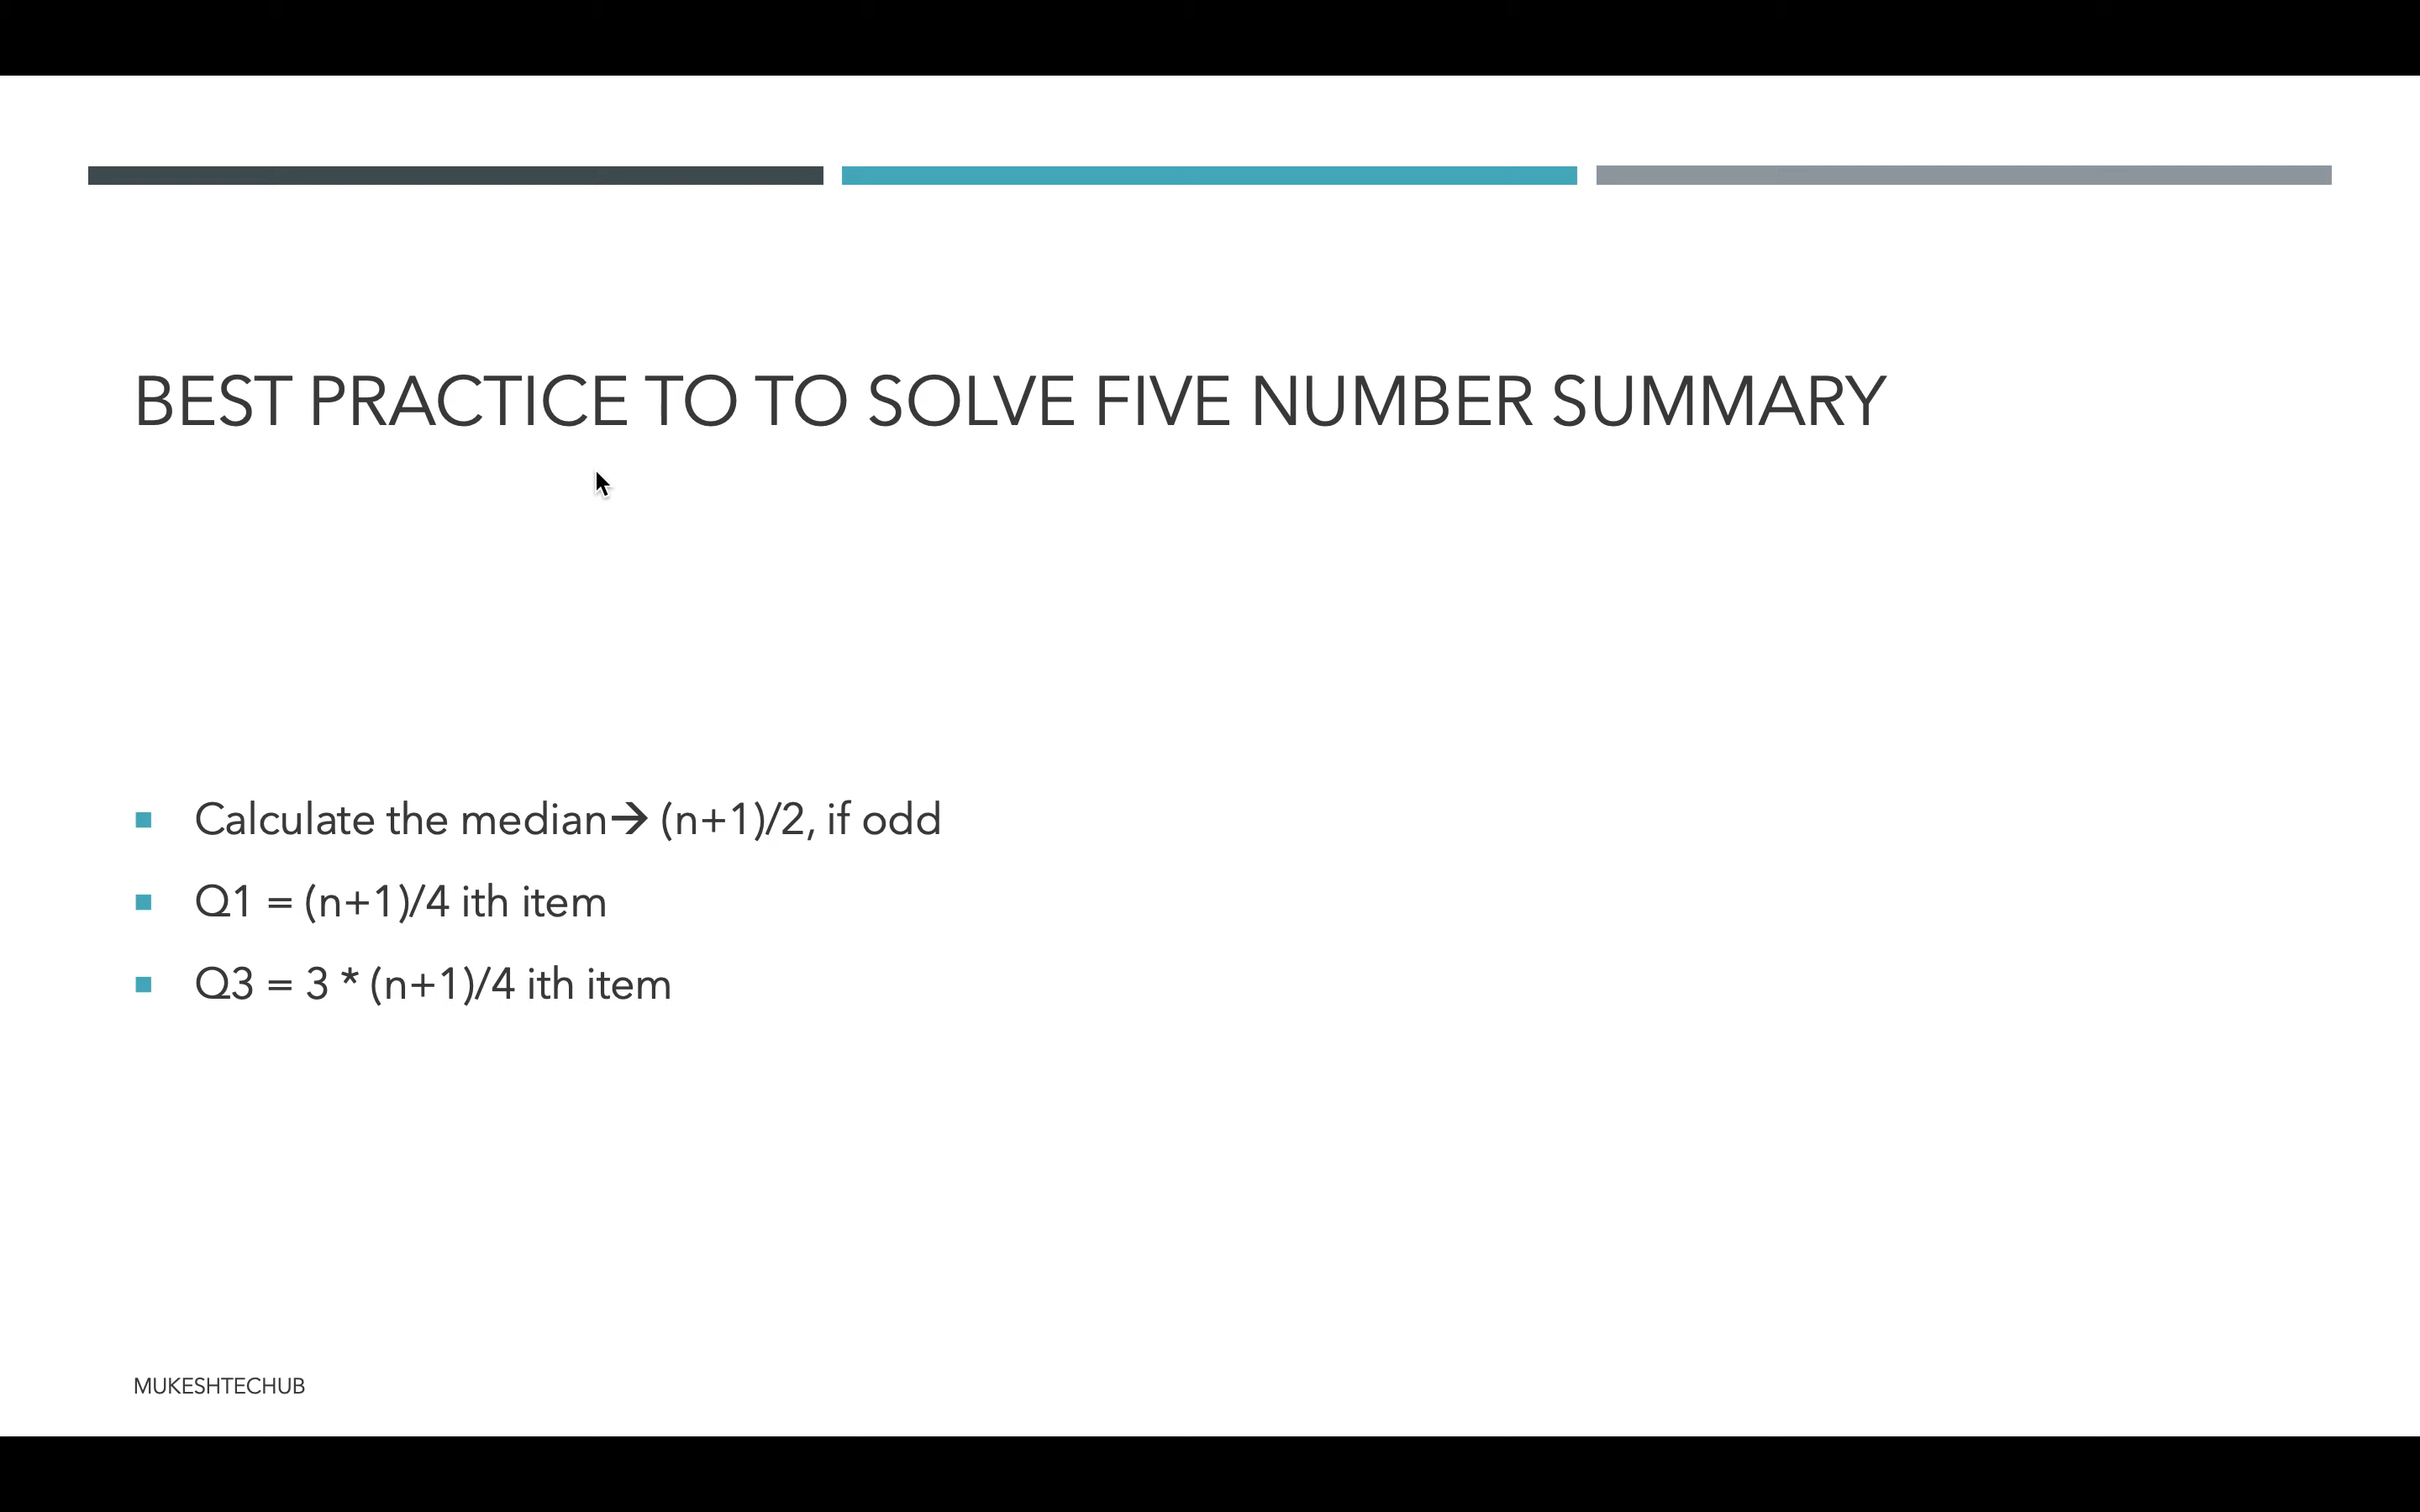 BEST PRACTICE TO TO SOLVE FIVE NUMBER SUMMARY
Calculate the median→ (n+1)/2, if odd
Q1 = (n+1)/4 ith item
Q3 = 3 * (n+1)/4 ith item
MUKESHTECHUB